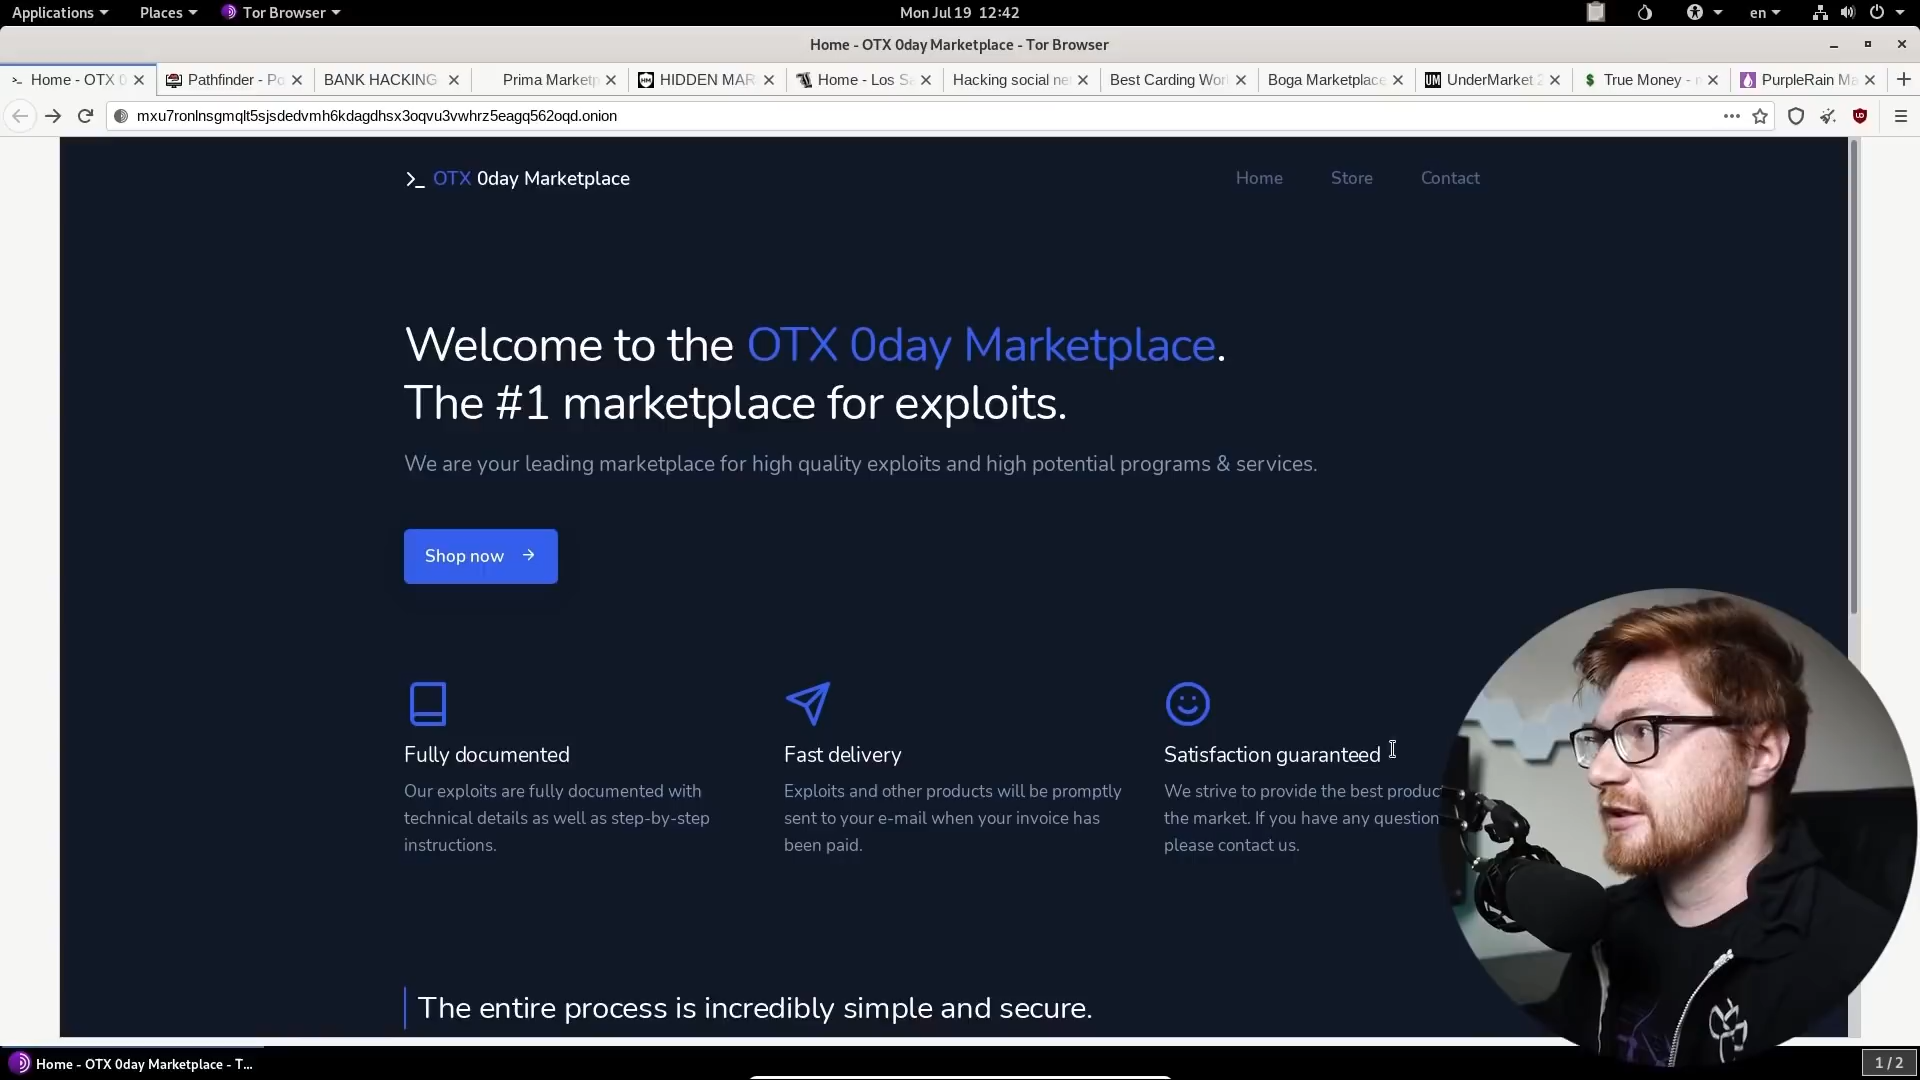 Applications Places Tor Browser Mon Jul 19 12:42 en
Home - OTX 0day Marketplace - Tor Browser
Home - OTX 0 Pathfinder - Po BANK HACKING Prima Marketp HIDDEN MAR Home - Los Sa Hacking social ne Best Carding Wor Boga Marketplace UnderMarket 2 True Money - PurpleRain Ma
mxu7ronlnsgmqlt5sjsdedvmh6kdagdhsx3oqvu3vwhrz5eagq562oqd.onion
>_ OTX 0day Marketplace Home Store Contact
Welcome to the OTX 0day Marketplace.
The #1 marketplace for exploits.
We are your leading marketplace for high quality exploits and high potential programs & services.
Shop now →
Fully documented Fast delivery Satisfaction guaranteed
Our exploits are fully documented with Exploits and other products will be promptly We strive to provide the best produc
technical details as well as step-by-step sent to your e-mail when your invoice has the market. If you have any question
instructions. been paid. please contact us.
The entire process is incredibly simple and secure.
Home - OTX 0day Marketplace - T... 1 / 2